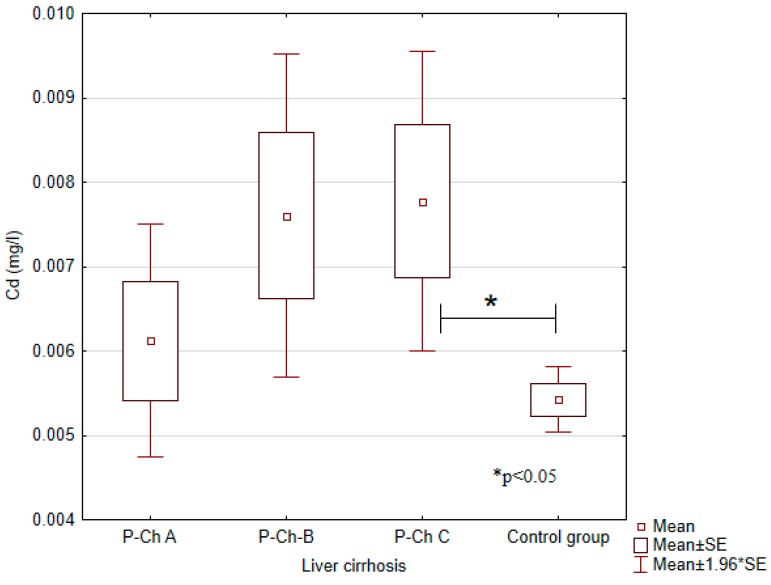 0.010
0.009
0.008
0.007
0.006
0.005
0.004
Cd (mg/l)
*
*p<0.05
P-Ch A
P-Ch-B
P-Ch C
Control group
Liver cirrhosis
Mean
Mean±SE
Mean±1.96*SE